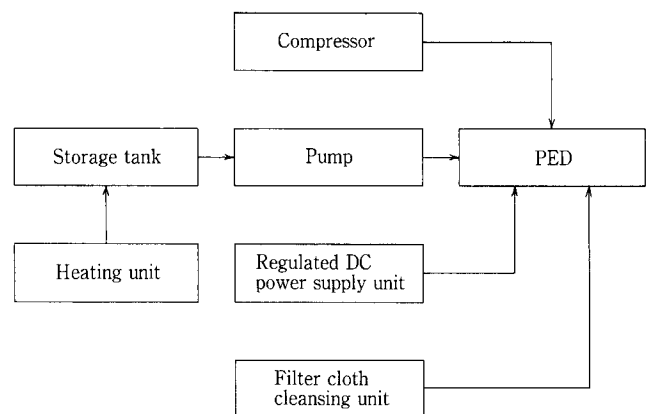 Compressor
Storage tank
Pump
PED
Heating unit
Regulated DC
power supply unit
Filter cloth
cleansing unit